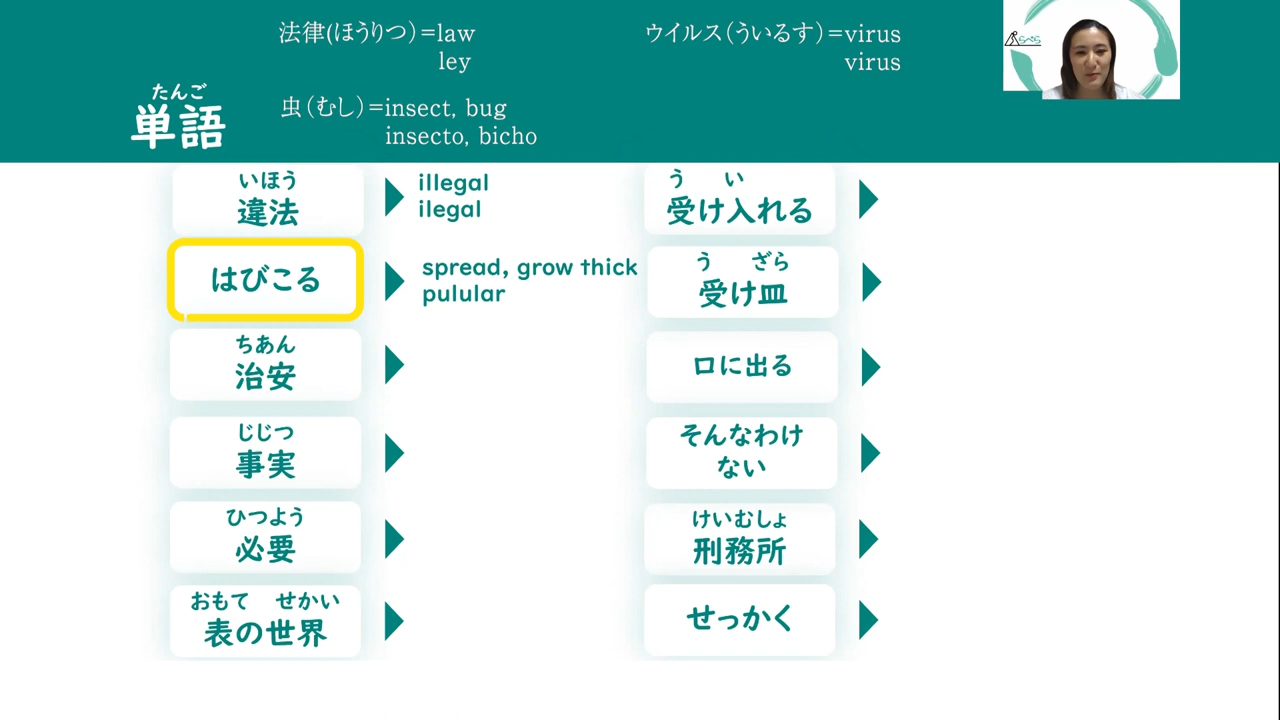 法律(ほうりつ)=law
ley
ウイルス(ういるす)=virus
virus
たんご
単語
虫(むし)=insect, bug
insecto, bicho
いほう
違法
illegal
ilegal
はびこる
spread, grow thick
pulular
ちあん
治安
じじつ
事実
ひつよう
必要
おもて せかい
表の世界
う い
受け入れる
う ざら
受け皿
口に出る
そんなわけ
ない
けいむしょ
刑務所
せっかく